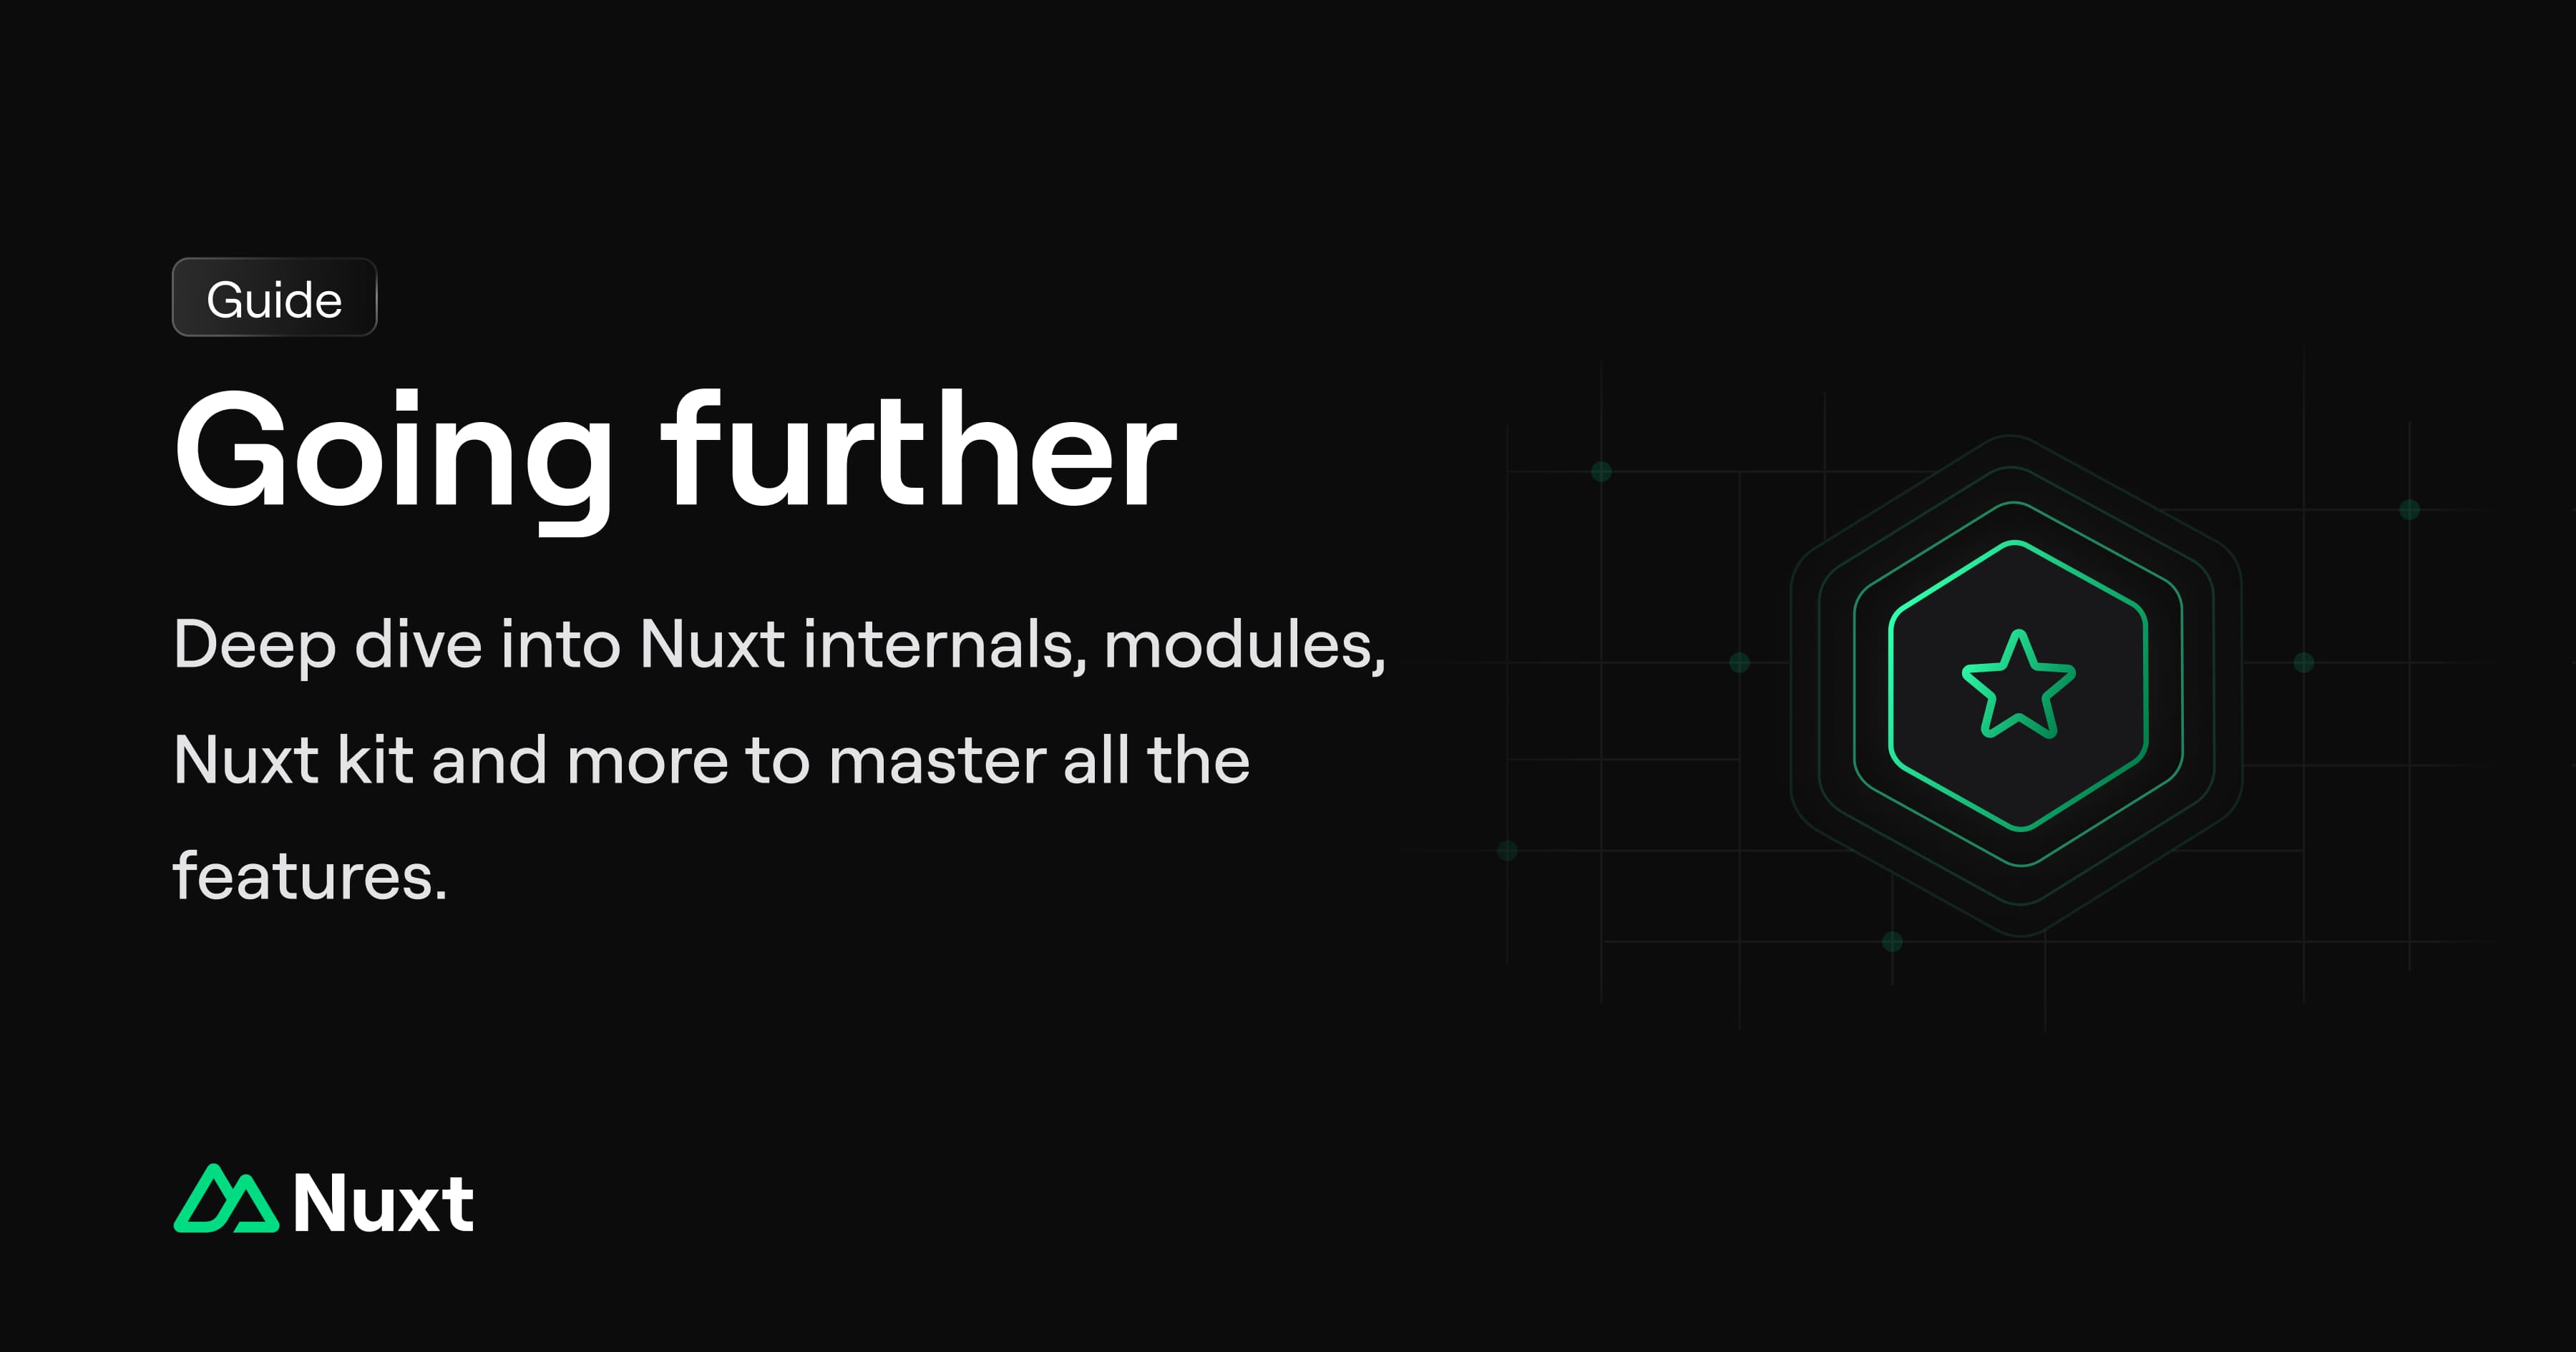 Guide
Going further
Deep dive into Nuxt internals, modules,
Nuxt kit and more to master all the
features.
Nuxt